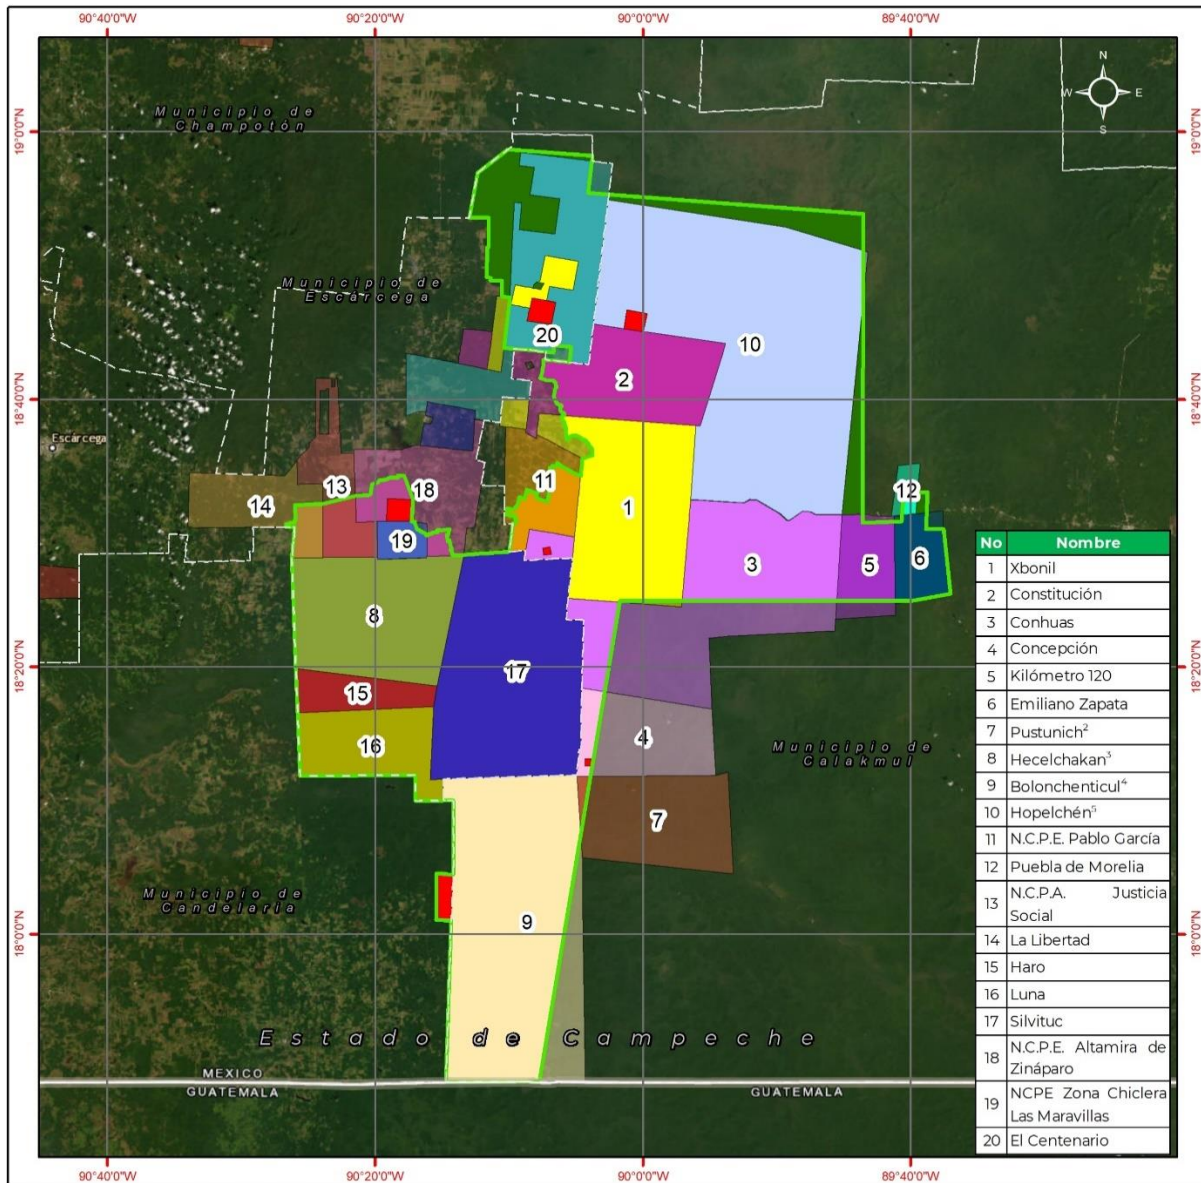 90°40'0"W 90°20'0"W 90°00'0"W 89°40'0"W
N
W E
S
Municipio de
Champotón
19°0'0"N 19°0'0"N
Municipio de
Escárcega
20
10
2
18°40'0"N 18°40'0"N
Escárcega
11
13 18 12
14
1
19
3 5 6
8
18°20'0"N 18°20'0"N
17
15
16
4
Municipio de
Calakmul
7
Municipio de
Candelaria
9
18°0'0"N 18°0'0"N
Estado de Campeche
MEXICO
GUATEMALA GUATEMALA
No Nombre
1 Xbonil
2 Constitución
3 Conhuas
4 Concepción
5 Kilómetro 120
6 Emiliano Zapata
7 Pustunich²
8 Hecelchakan³
9 Bolonchenticul⁴
10 Hopelchén⁵
11 N.C.P.E. Pablo García
12 Puebla de Morelia
13 N.C.P.A. Justicia
Social
14 La Libertad
15 Haro
16 Luna
17 Silvituc
18 N.C.P.E. Altamira de
Zináparo
19 NCPE Zona Chiclera
Las Maravillas
20 El Centenario
90°40'0"W 90°20'0"W 90°00'0"W 89°40'0"W